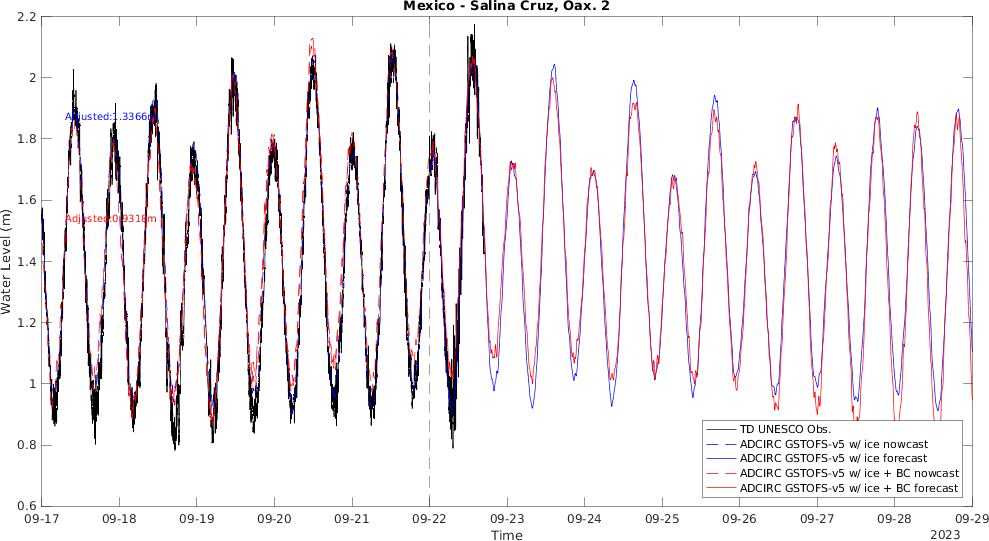 Mexico - Salina Cruz, Oax. 2
Water Level (m)
2.2
2
1.8
1.6
1.4
1.2
1
0.8
0.6
Adjusted:1.3366m
Adjusted:0.9318m
TD UNESCO Obs.
ADCIRC GSTOFS-v5 w/ ice nowcast
ADCIRC GSTOFS-v5 w/ ice forecast
ADCIRC GSTOFS-v5 w/ ice + BC nowcast
ADCIRC GSTOFS-v5 w/ ice + BC forecast
09-17 09-18 09-19 09-20 09-21 09-22 09-23 09-24 09-25 09-26 09-27 09-28 09-29
Time
2023